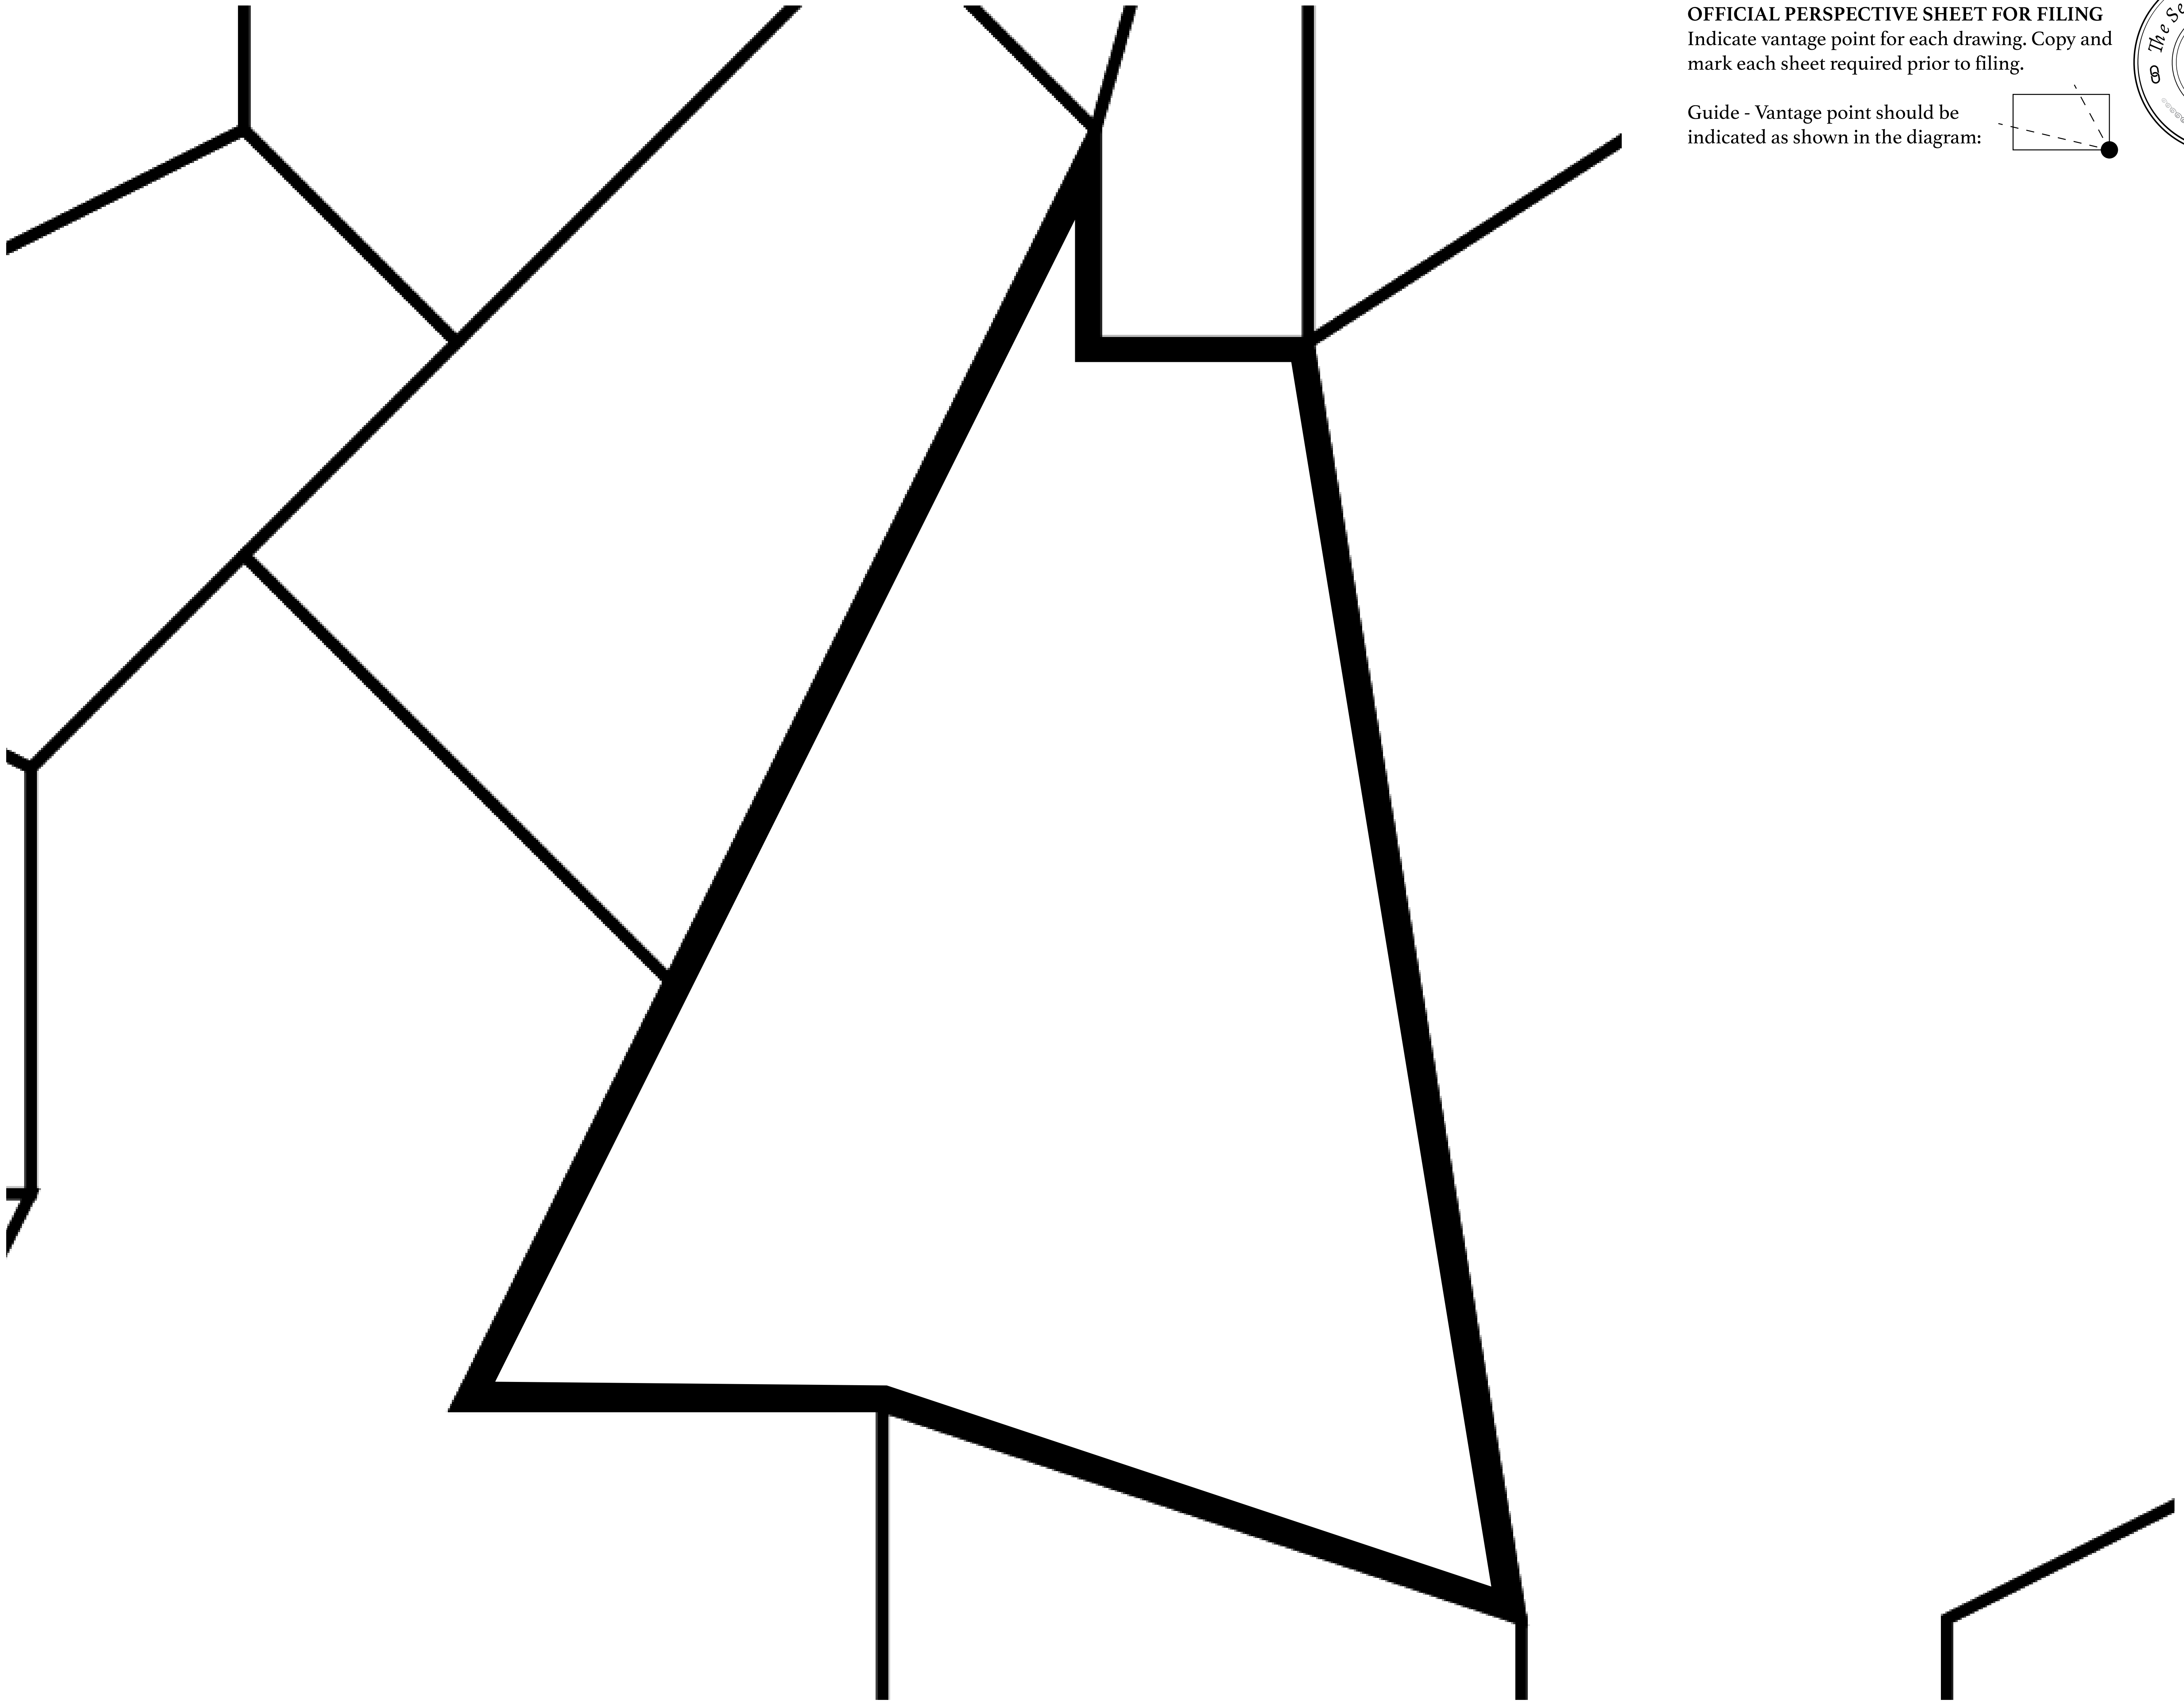 OFFICIAL PERSPECTIVE SHEET FOR FILING
Indicate vantage point for each drawing. Copy and
mark each sheet required prior to filing.
Guide - Vantage point should be
indicated as shown in the diagram:
The